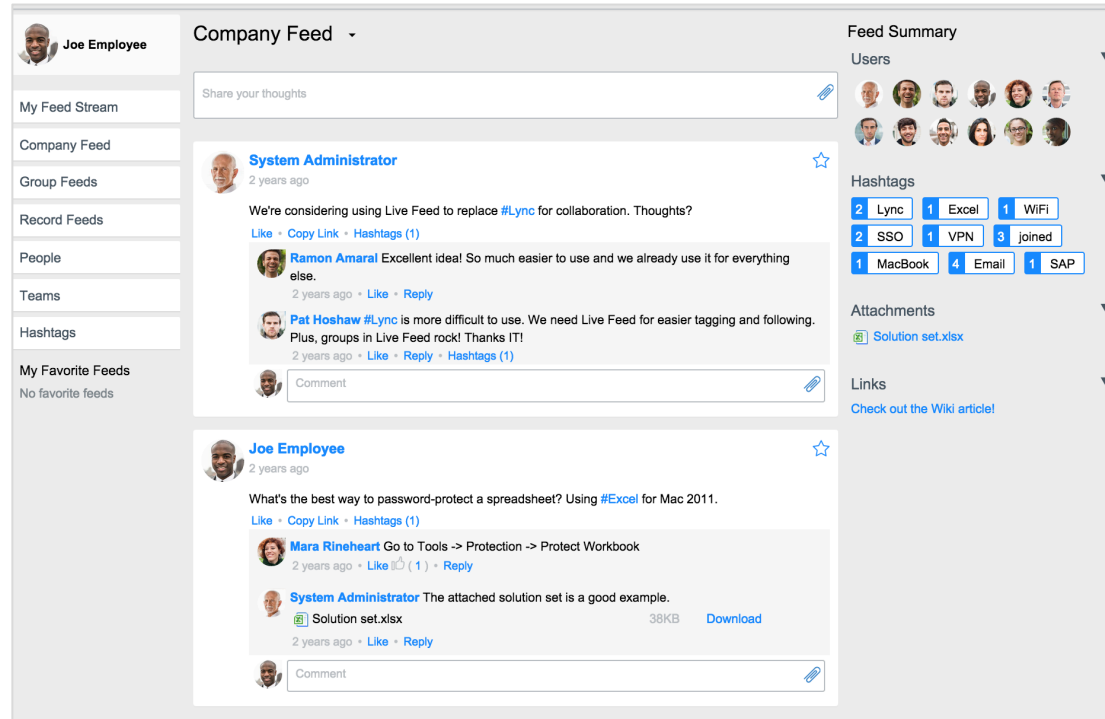 Joe Employee
My Feed Stream
Company Feed
Group Feeds
Record Feeds
People
Teams
Hashtags
My Favorite Feeds
No favorite feeds
Company Feed
Share your thoughts
System Administrator
2 years ago
We're considering using Live Feed to replace #Lync for collaboration. Thoughts?
Like • Copy Link • Hashtags (1)
Ramon Amaral Excellent idea! So much easier to use and we already use it for everything
else.
2 years ago • Like • Reply
Pat Hoshaw #Lync is more difficult to use. We need Live Feed for easier tagging and following.
Plus, groups in Live Feed rock! Thanks IT!
2 years ago • Like • Reply • Hashtags (1)
Comment
Joe Employee
2 years ago
What's the best way to password-protect a spreadsheet? Using #Excel for Mac 2011.
Like • Copy Link • Hashtags (1)
Mara Rineheart Go to Tools -> Protection -> Protect Workbook
2 years ago • Like ( 1 ) • Reply
System Administrator The attached solution set is a good example.
Solution set.xlsx 38KB Download
2 years ago • Like • Reply
Comment
Feed Summary
Users
Hashtags
2 Lync 1 Excel 1 WiFi
2 SSO 1 VPN 3 joined
1 MacBook 4 Email 1 SAP
Attachments
Solution set.xlsx
Links
Check out the Wiki article!